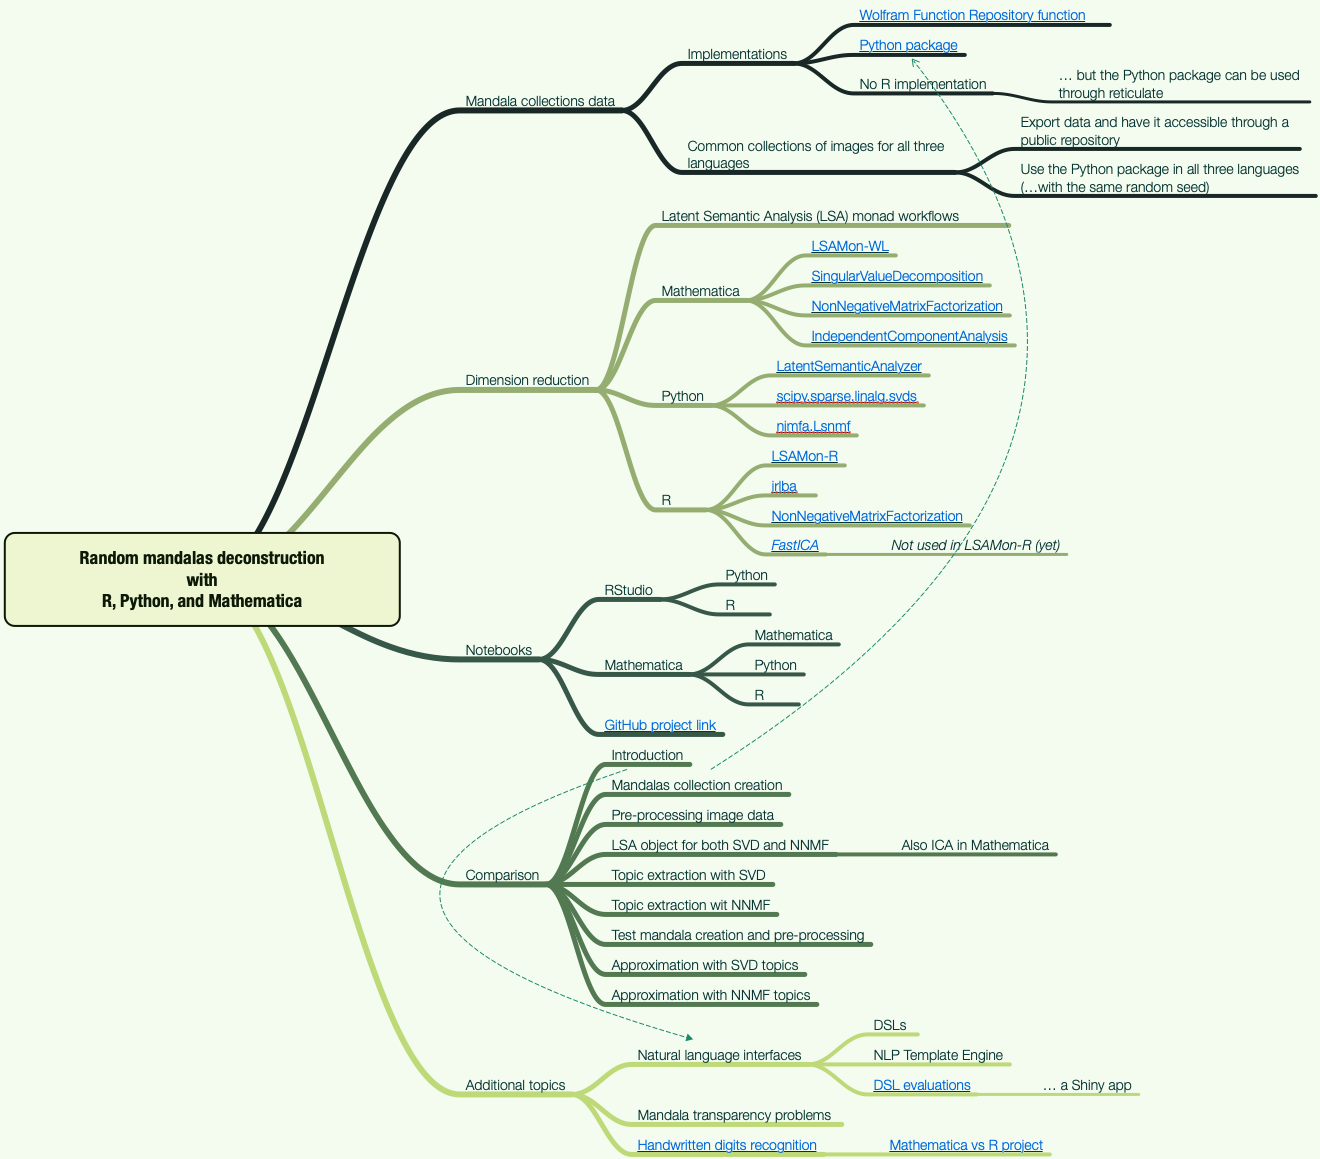 Random mandalas deconstruction
with
R, Python, and Mathematica
Mandala collections data
Implementations
Wolfram Function Repository function
Python package
No R implementation
… but the Python package can be used
through reticulate
Common collections of images for all three
languages
Export data and have it accessible through a
public repository
Use the Python package in all three languages
(…with the same random seed)
Dimension reduction
Latent Semantic Analysis (LSA) monad workflows
Mathematica
LSAMon-WL
SingularValueDecomposition
NonNegativeMatrixFactorization
IndependentComponentAnalysis
Python
LatentSemanticAnalyzer
scipy.sparse.linalg.svds
nimfa.Lsnmf
R
LSAMon-R
irlba
NonNegativeMatrixFactorization
FastICA
Not used in LSAMon-R (yet)
Notebooks
RStudio
Python
R
Mathematica
Mathematica
Python
R
GitHub project link
Comparison
Introduction
Mandalas collection creation
Pre-processing image data
LSA object for both SVD and NNMF
Also ICA in Mathematica
Topic extraction with SVD
Topic extraction wit NNMF
Test mandala creation and pre-processing
Approximation with SVD topics
Approximation with NNMF topics
Additional topics
Natural language interfaces
DSLs
NLP Template Engine
DSL evaluations
… a Shiny app
Mandala transparency problems
Handwritten digits recognition
Mathematica vs R project